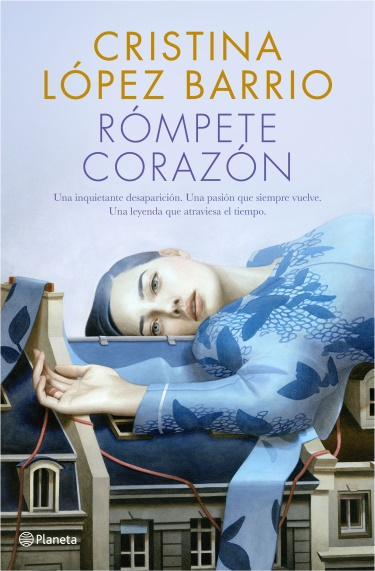 CRISTINA
LÓPEZ BARRIO
RÓMPETE
CORAZÓN
Una inquietante desaparición. Una pasión que siempre vuelve.
Una leyenda que atraviesa el tiempo.
Planeta